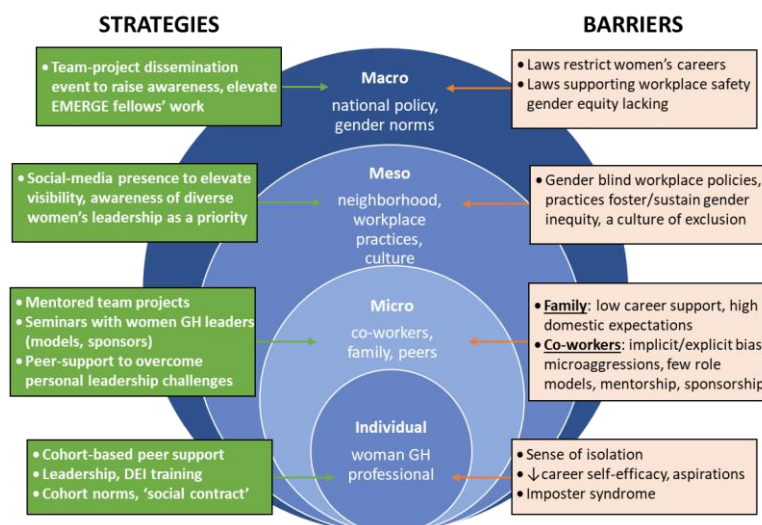 STRATEGIES
BARRIERS
• Team-project dissemination
event to raise awareness, elevate
EMERGE fellows’ work
Macro
national policy,
gender norms
• Laws restrict women’s careers
• Laws supporting workplace safety
gender equity lacking
• Social-media presence to elevate
visibility, awareness of diverse
women’s leadership as a priority
Meso
neighborhood,
workplace
practices,
culture
• Gender blind workplace policies,
practices foster/sustain gender
inequity, a culture of exclusion
• Mentored team projects
• Seminars with women GH leaders
(models, sponsors)
• Peer-support to overcome
personal leadership challenges
Micro
co-workers,
family, peers
• Family: low career support, high
domestic expectations
• Co-workers: implicit/explicit bias
microaggressions, few role
models, mentorship, sponsorship
• Cohort-based peer support
• Leadership, DEI training
• Cohort norms, ‘social contract’
Individual
woman GH
professional
• Sense of isolation
• ↓career self-efficacy, aspirations
• Imposter syndrome